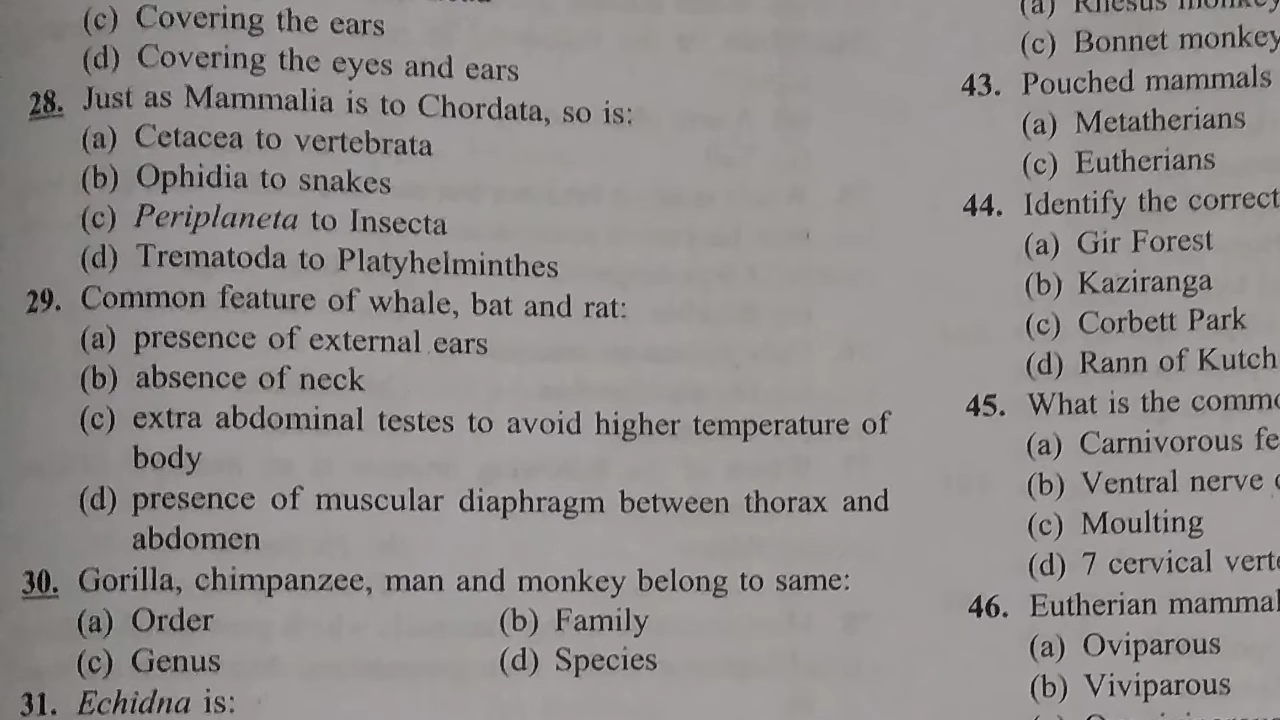 (c) Covering the ears
(d) Covering the eyes and ears
28. Just as Mammalia is to Chordata, so is:
(a) Cetacea to vertebrata
(b) Ophidia to snakes
(c) Periplaneta to Insecta
(d) Trematoda to Platyhelminthes
29. Common feature of whale, bat and rat:
(a) presence of external ears
(b) absence of neck
(c) extra abdominal testes to avoid higher temperature of
body
(d) presence of muscular diaphragm between thorax and
abdomen
30. Gorilla, chimpanzee, man and monkey belong to same:
(a) Order (b) Family
(c) Genus (d) Species
31. Echidna is:
(a) Rhesus monkey
(c) Bonnet monkey
43. Pouched mammals
(a) Metatherians
(c) Eutherians
44. Identify the correct
(a) Gir Forest
(b) Kaziranga
(c) Corbett Park
(d) Rann of Kutch
45. What is the comm
(a) Carnivorous fe
(b) Ventral nerve
(c) Moulting
(d) 7 cervical vert
46. Eutherian mammal
(a) Oviparous
(b) Viviparous